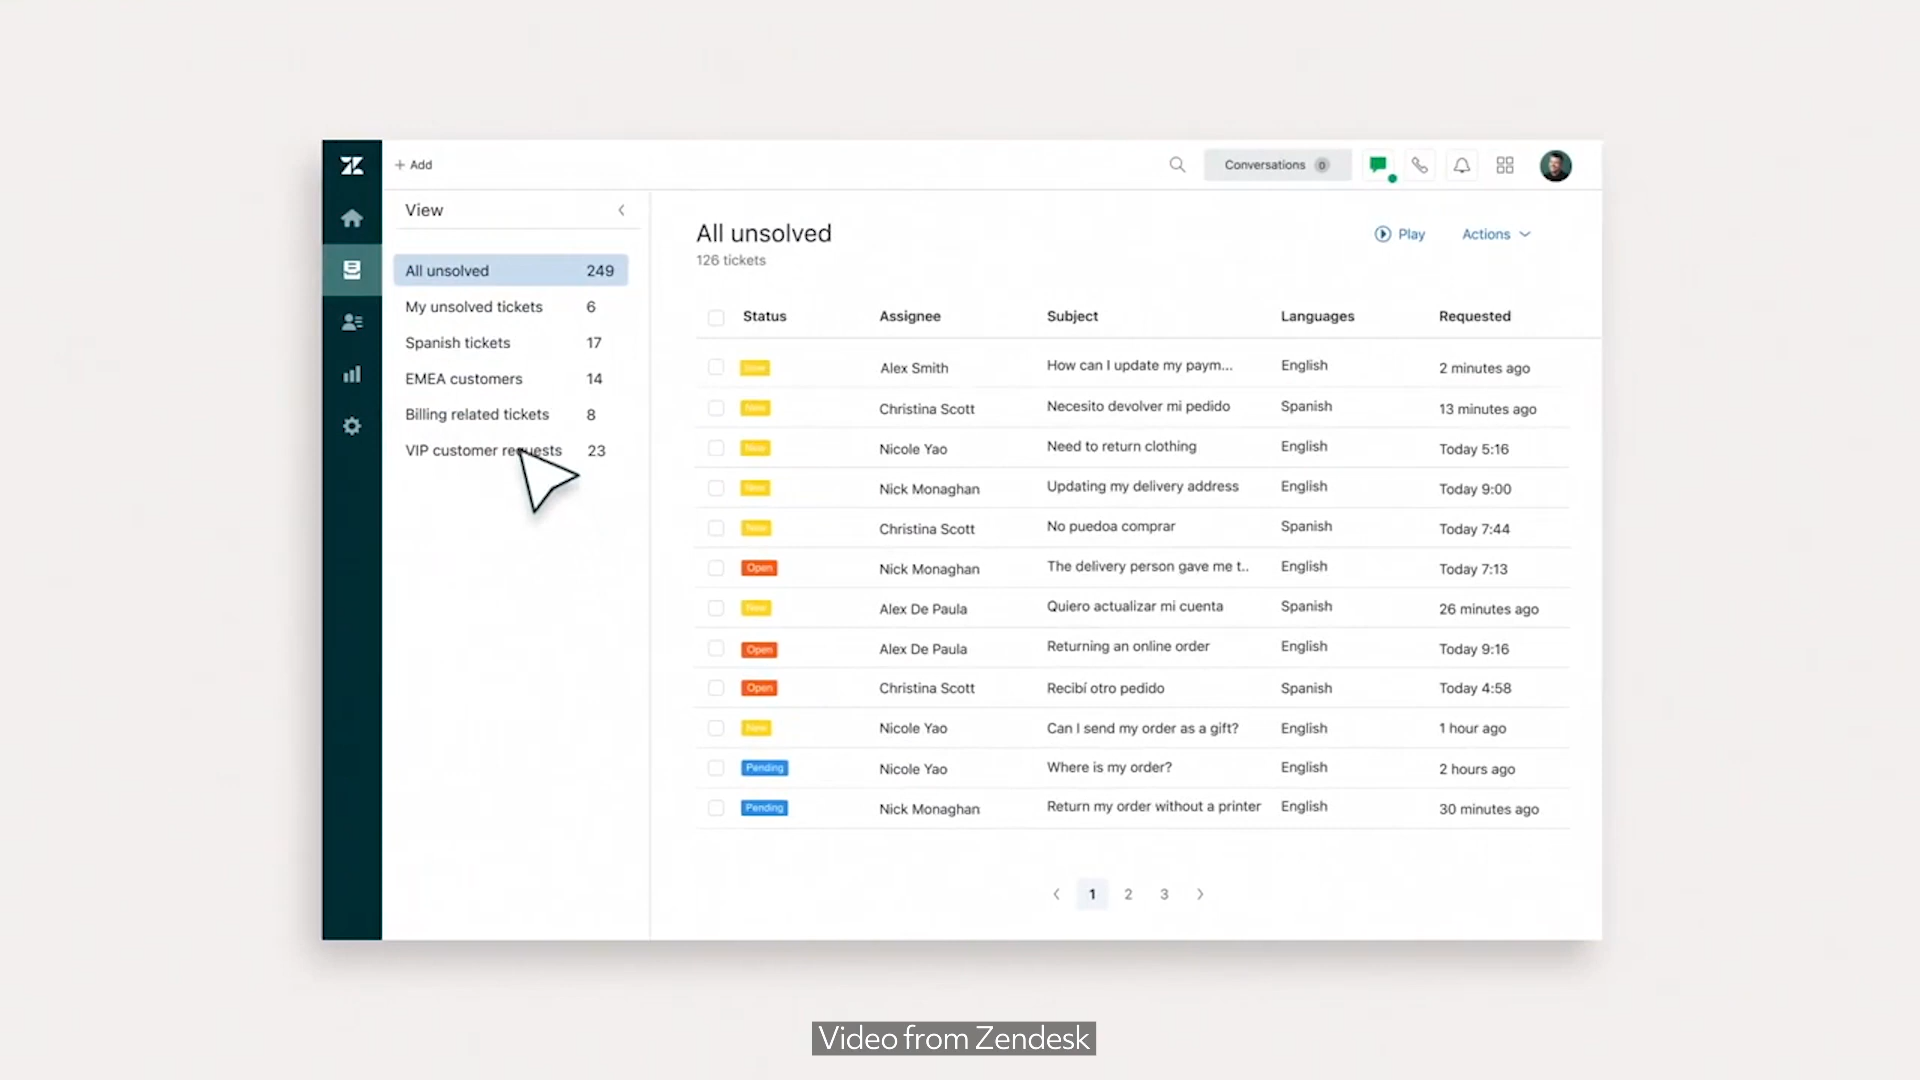 + Add
Conversations 0
View
All unsolved 249
My unsolved tickets 6
Spanish tickets 17
EMEA customers 14
Billing related tickets 8
VIP customer requests 23
All unsolved
126 tickets
Play
Actions
Status Assignee Subject Languages Requested
New Alex Smith How can I update my paym... English 2 minutes ago
New Christina Scott Necesito devolver mi pedido Spanish 13 minutes ago
New Nicole Yao Need to return clothing English Today 5:16
New Nick Monaghan Updating my delivery address English Today 9:00
New Christina Scott No puedoa comprar Spanish Today 7:44
Open Nick Monaghan The delivery person gave me t.. English Today 7:13
New Alex De Paula Quiero actualizar mi cuenta Spanish 26 minutes ago
Open Alex De Paula Returning an online order English Today 9:16
Open Christina Scott Recibí otro pedido Spanish Today 4:58
New Nicole Yao Can I send my order as a gift? English 1 hour ago
Pending Nicole Yao Where is my order? English 2 hours ago
Pending Nick Monaghan Return my order without a printer English 30 minutes ago
1 2 3
Video from Zendesk